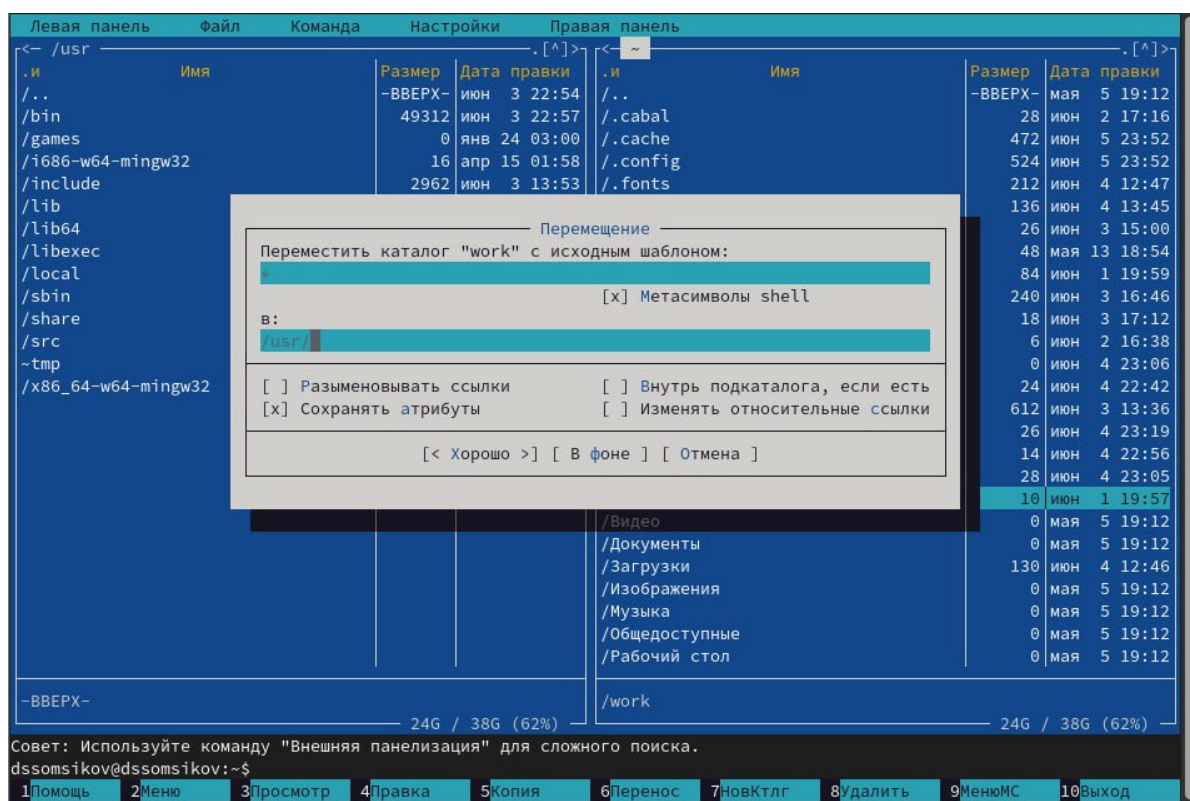 Левая панель Файл Команда Настройки Правая панель
<— /usr .[^]> <— ~ .[^]>
.и Имя Размер Дата правки .и Имя Размер Дата правки
/.. -ВВЕРХ- июн 3 22:54 /.. -ВВЕРХ- мая 5 19:12
/bin 49312 июн 3 22:57 /.cabal 28 июн 2 17:16
/games 0 янв 24 03:00 /.cache 472 июн 5 23:52
/i686-w64-mingw32 16 апр 15 01:58 /.config 524 июн 5 23:52
/include 2962 июн 3 13:53 /.fonts 212 июн 4 12:47
/lib 136 июн 4 13:45
/lib64 Перемещение 26 июн 3 15:00
/libexec Переместить каталог "work" с исходным шаблоном: 48 мая 13 18:54
/local * 84 июн 1 19:59
/sbin [x] Метасимволы shell 240 июн 3 16:46
/share в: 18 июн 3 17:12
/src /usr/ 6 июн 2 16:38
~tmp 0 июн 4 23:06
/x86_64-w64-mingw32 [ ] Разыменовывать ссылки [ ] Внутрь подкаталога, если есть 24 июн 4 22:42
[x] Сохранять атрибуты [ ] Изменять относительные ссылки 612 июн 3 13:36
26 июн 4 23:19
[< Хорошо >] [ В фоне ] [ Отмена ] 14 июн 4 22:56
28 июн 4 23:05
10 июн 1 19:57
/Видео 0 мая 5 19:12
/Документы 0 мая 5 19:12
/Загрузки 130 июн 4 12:46
/Изображения 0 мая 5 19:12
/Музыка 0 мая 5 19:12
/Общедоступные 0 мая 5 19:12
/Рабочий стол 0 мая 5 19:12
-ВВЕРХ- /work
24G / 38G (62%) 24G / 38G (62%)
Совет: Используйте команду "Внешняя панелизация" для сложного поиска.
dssomsikov@dssomsikov:~$
1Помощь 2Меню 3Просмотр 4Правка 5Копия 6Перенос 7НовКтлг 8Удалить 9МенюМС 10Выход